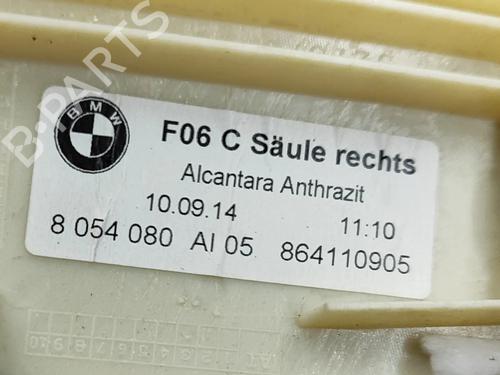 B-PARTS
BMW
F06 C Säule rechts
Alcantara Anthrazit
10.09.14 11:10
8 054 080 AI 05 864110905